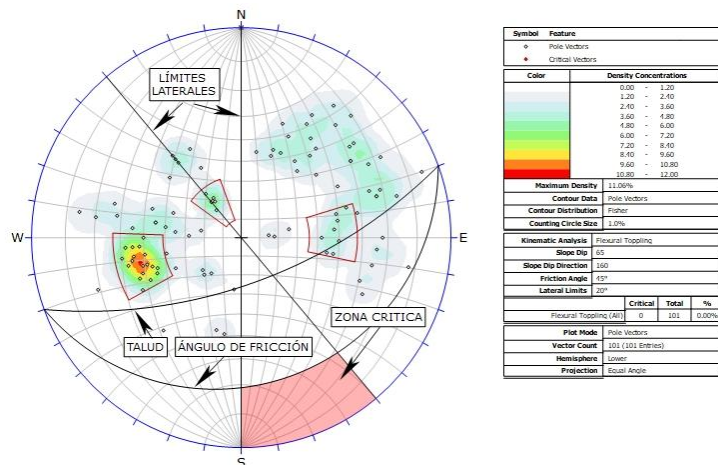 N
LÍMITES
LATERALES
W
E
ZONA CRITICA
TALUD
ÁNGULO DE FRICCIÓN
S
Symbol Feature
Pole Vectors
Critical Vectors
Color Density Concentrations
0.00 - 1.20
1.20 - 2.40
2.40 - 3.60
3.60 - 4.80
4.80 - 6.00
6.00 - 7.20
7.20 - 8.40
8.40 - 9.60
9.60 - 10.80
10.80 - 12.00
Maximum Density 11.06%
Contour Data Pole Vectors
Contour Distribution Fisher
Counting Circle Size 1.0%
Kinematic Analysis Flexural Toppling
Slope Dip 65
Slope Dip Direction 160
Friction Angle 45°
Lateral Limits 20°
Critical Total %
Flexural Toppling (All) 0 101 0.00%
Plot Mode Pole Vectors
Vector Count 101 (101 Entries)
Hemisphere Lower
Projection Equal Angle